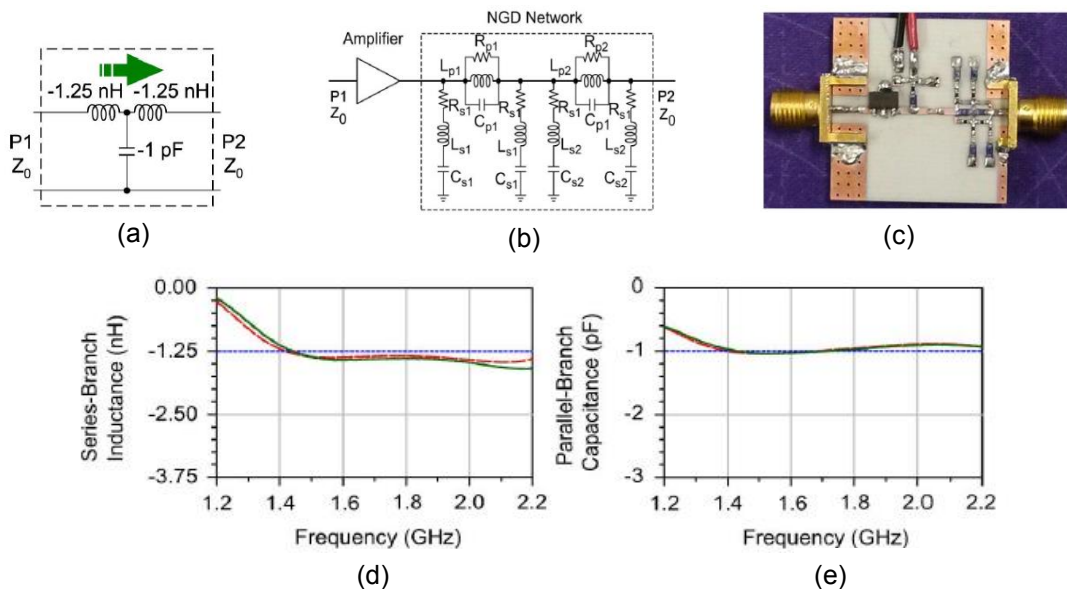 -1.25 nH -1.25 nH
-1 pF
P1
Z0
P2
Z0
(a)
NGD Network
Amplifier
P1
Z0
Rp1
Lp1
Cp1
Rs1
Ls1
Cs1
Rs1
Ls1
Cs1
Rp2
Lp2
Cp1
Rs1
Ls2
Cs2
Rs1
Ls2
Cs2
P2
Z0
(b)
(c)
Series-Branch
Inductance (nH)
0.00
-1.25
-2.50
-3.75
1.2 1.4 1.6 1.8 2.0 2.2
Frequency (GHz)
(d)
Parallel-Branch
Capacitance (pF)
0
-1
-2
-3
1.2 1.4 1.6 1.8 2.0 2.2
Frequency (GHz)
(e)